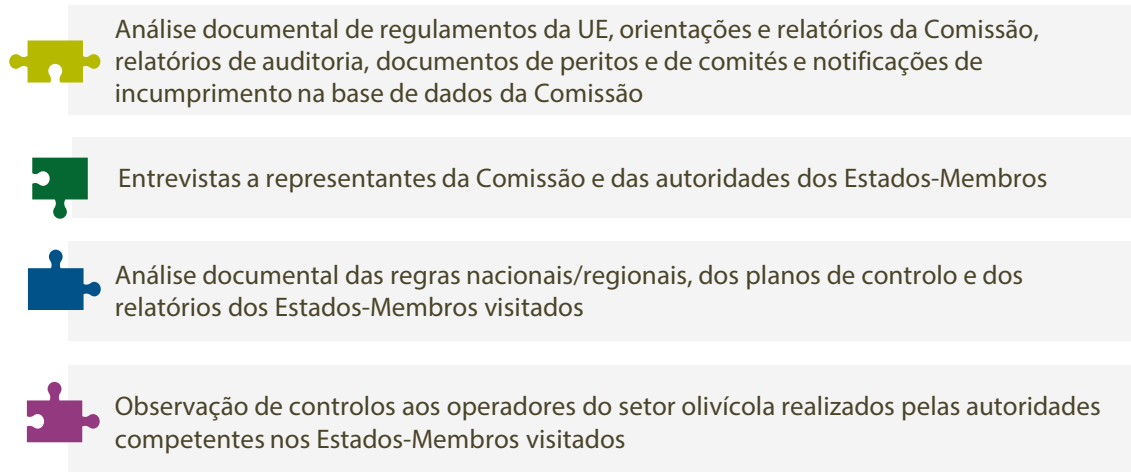 Análise documental de regulamentos da UE, orientações e relatórios da Comissão,
relatórios de auditoria, documentos de peritos e de comités e notificações de
incumprimento na base de dados da Comissão
Entrevistas a representantes da Comissão e das autoridades dos Estados-Membros
Análise documental das regras nacionais/regionais, dos planos de controlo e dos
relatórios dos Estados-Membros visitados
Observação de controlos aos operadores do setor olivícola realizados pelas autoridades
competentes nos Estados-Membros visitados